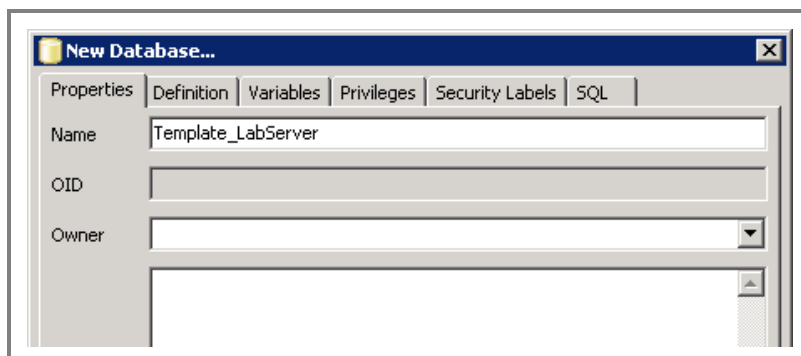 New Database...
Properties Definition Variables Privileges Security Labels SQL
Name Template_LabServer
OID
Owner